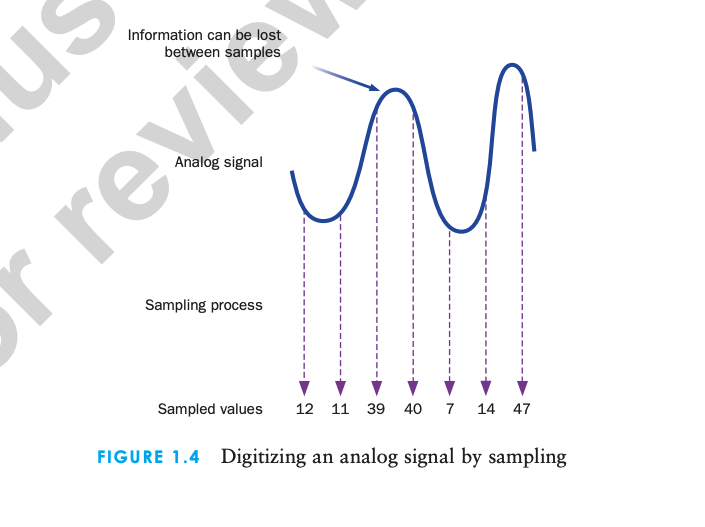 Information can be lost
between samples
Analog signal
Sampling process
Sampled values 12 11 39 40 7 14 47
FIGURE 1.4 Digitizing an analog signal by sampling
or review
us